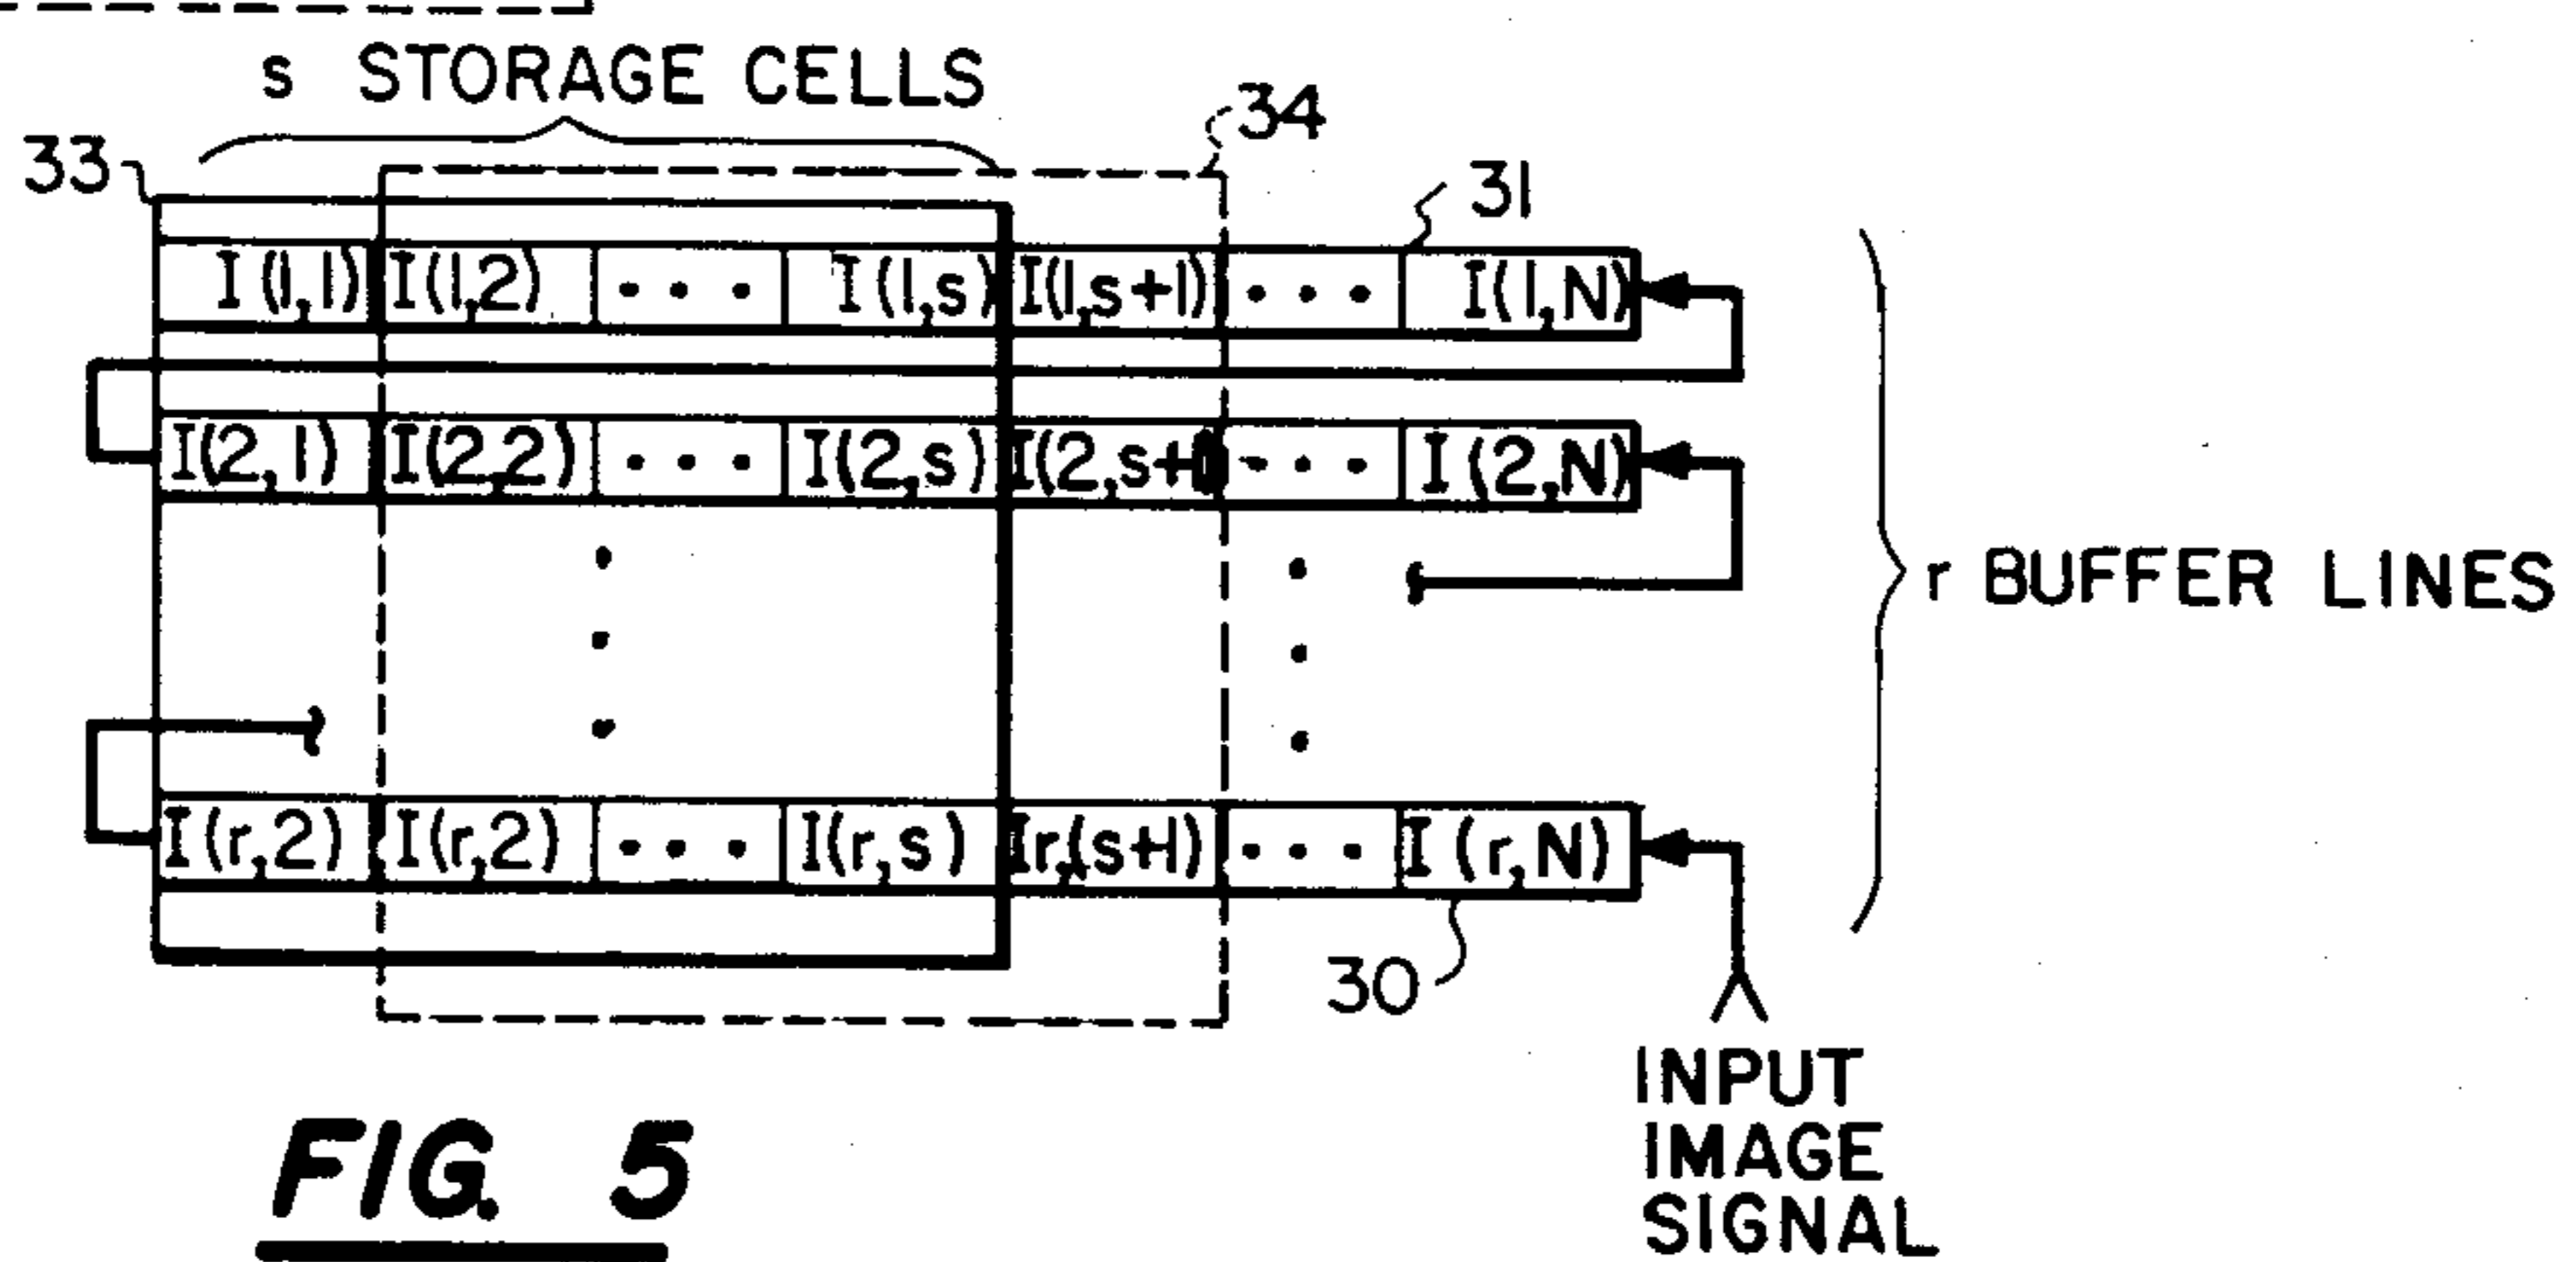 s STORAGE CELLS
34
33
31
I(1,1) I(1,2) • • • I(1,s) I(1,s+1) • • • I(1,N)
I(2,1) I(2,2) • • • I(2,s) I(2,s+1) • • • I(2,N)
r BUFFER LINES
I(r,2) I(r,2) • • • I(r,s) Ir,(s+1) • • • I(r,N)
30
INPUT
IMAGE
SIGNAL
FIG. 5